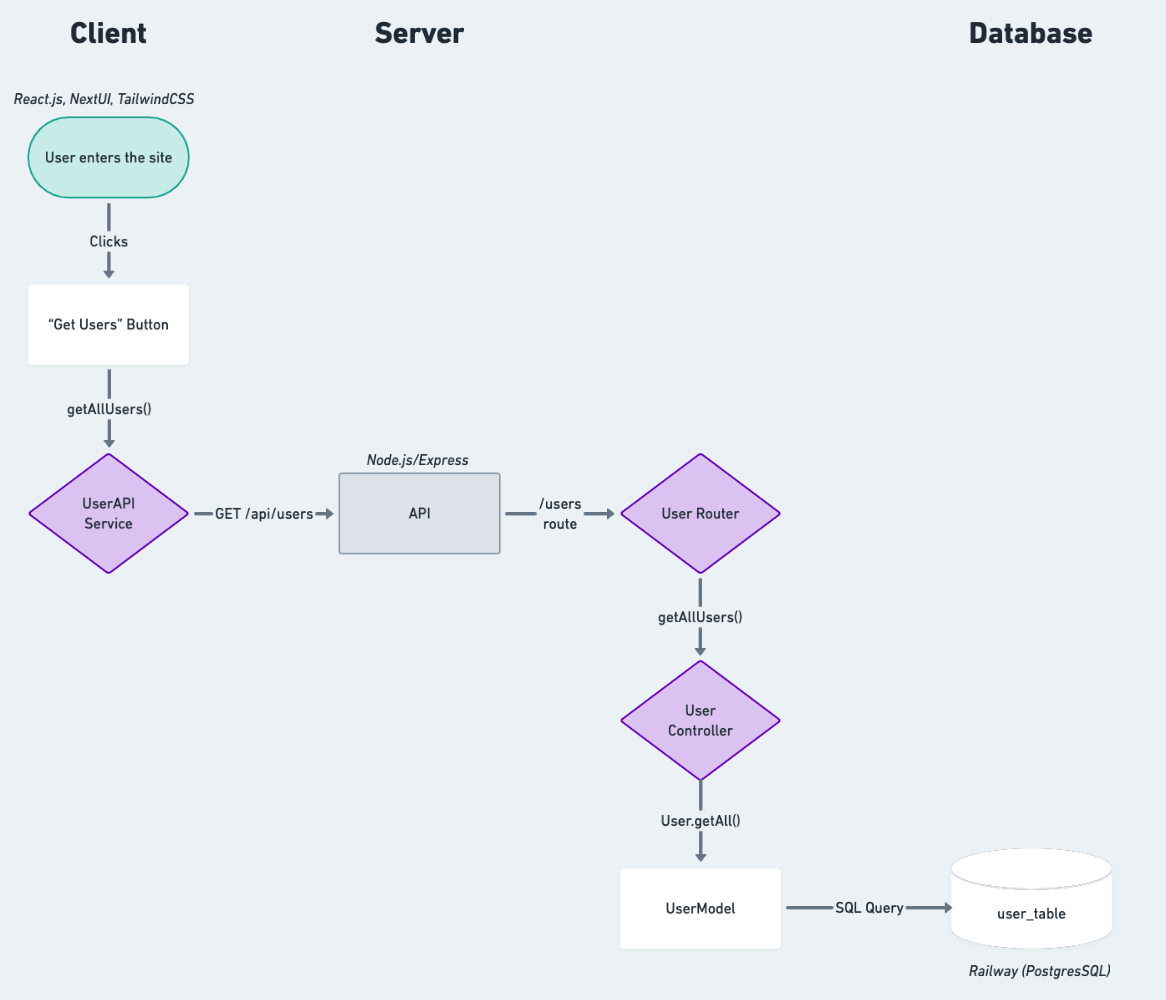 Client
Server
Database
React.js, NextUI, TailwindCSS
User enters the site
Clicks
“Get Users” Button
getAllUsers()
UserAPI
Service
GET /api/users
Node.js/Express
API
/users
route
User Router
getAllUsers()
User
Controller
User.getAll()
UserModel
SQL Query
user_table
Railway (PostgresSQL)